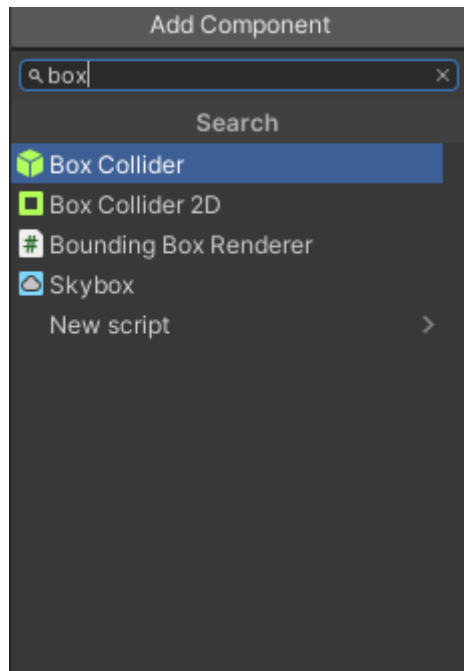 Add Component
box
Search
Box Collider
Box Collider 2D
# Bounding Box Renderer
Skybox
New script